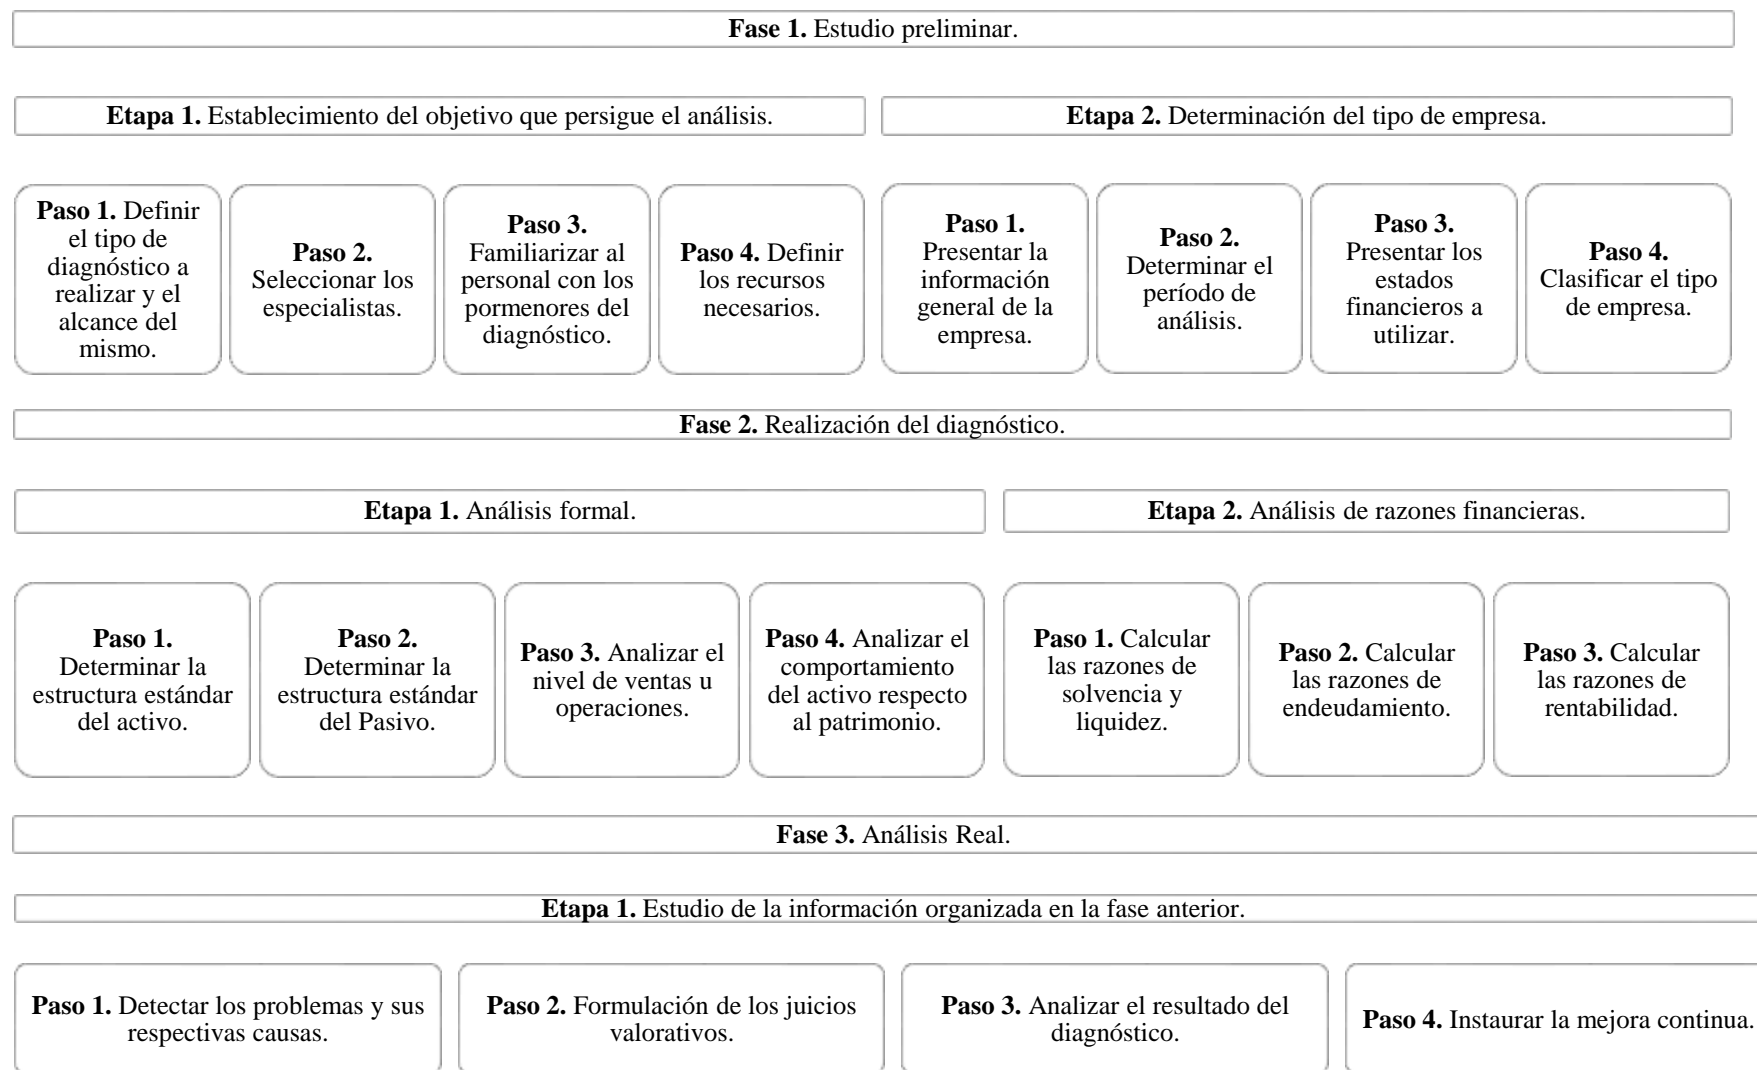 Fase 1. Estudio preliminar.
Etapa 1. Establecimiento del objetivo que persigue el análisis.
Etapa 2. Determinación del tipo de empresa.
Paso 1. Definir
el tipo de
diagnóstico a
realizar y el
alcance del
mismo.
Paso 2.
Seleccionar los
especialistas.
Paso 3.
Familiarizar al
personal con los
pormenores del
diagnóstico.
Paso 4. Definir
los recursos
necesarios.
Paso 1.
Presentar la
información
general de la
empresa.
Paso 2.
Determinar el
período de
análisis.
Paso 3.
Presentar los
estados
financieros a
utilizar.
Paso 4.
Clasificar el tipo
de empresa.
Fase 2. Realización del diagnóstico.
Etapa 1. Análisis formal.
Etapa 2. Análisis de razones financieras.
Paso 1.
Determinar la
estructura estándar
del activo.
Paso 2.
Determinar la
estructura estándar
del Pasivo.
Paso 3. Analizar el
nivel de ventas u
operaciones.
Paso 4. Analizar el
comportamiento
del activo respecto
al patrimonio.
Paso 1. Calcular
las razones de
solvencia y
liquidez.
Paso 2. Calcular
las razones de
endeudamiento.
Paso 3. Calcular
las razones de
rentabilidad.
Fase 3. Análisis Real.
Etapa 1. Estudio de la información organizada en la fase anterior.
Paso 1. Detectar los problemas y sus
respectivas causas.
Paso 2. Formulación de los juicios
valorativos.
Paso 3. Analizar el resultado del
diagnóstico.
Paso 4. Instaurar la mejora continua.